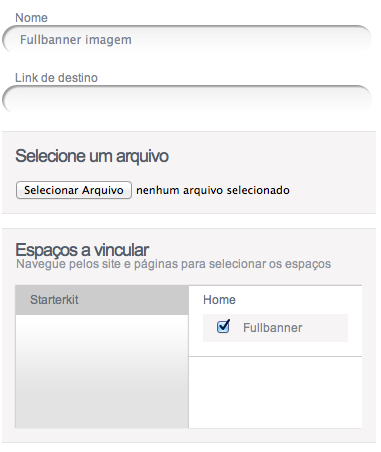 Nome
Fullbanner imagem
Link de destino
Selecione um arquivo
Selecionar Arquivo nenhum arquivo selecionado
Espaços a vincular
Navegue pelos site e páginas para selecionar os espaços
Starterkit
Home
Fullbanner